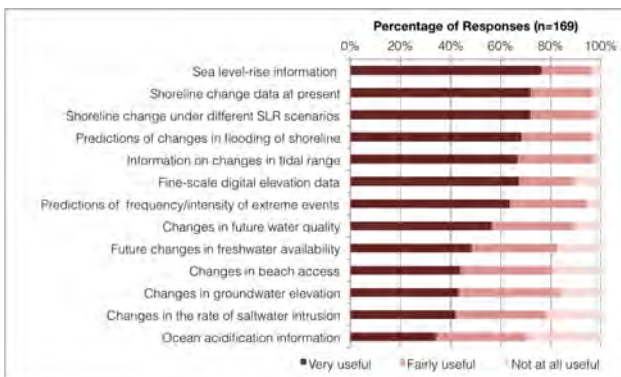 Percentage of Responses (n=169)
0% 20% 40% 60% 80% 100%
Sea level-rise information
Shoreline change data at present
Shoreline change under different SLR scenarios
Predictions of changes in flooding of shoreline
Information on changes in tidal range
Fine-scale digital elevation data
Predictions of frequency/intensity of extreme events
Changes in future water quality
Future changes in freshwater availability
Changes in beach access
Changes in groundwater elevation
Changes in the rate of saltwater intrusion
Ocean acidification information
Very useful Fairly useful Not at all useful